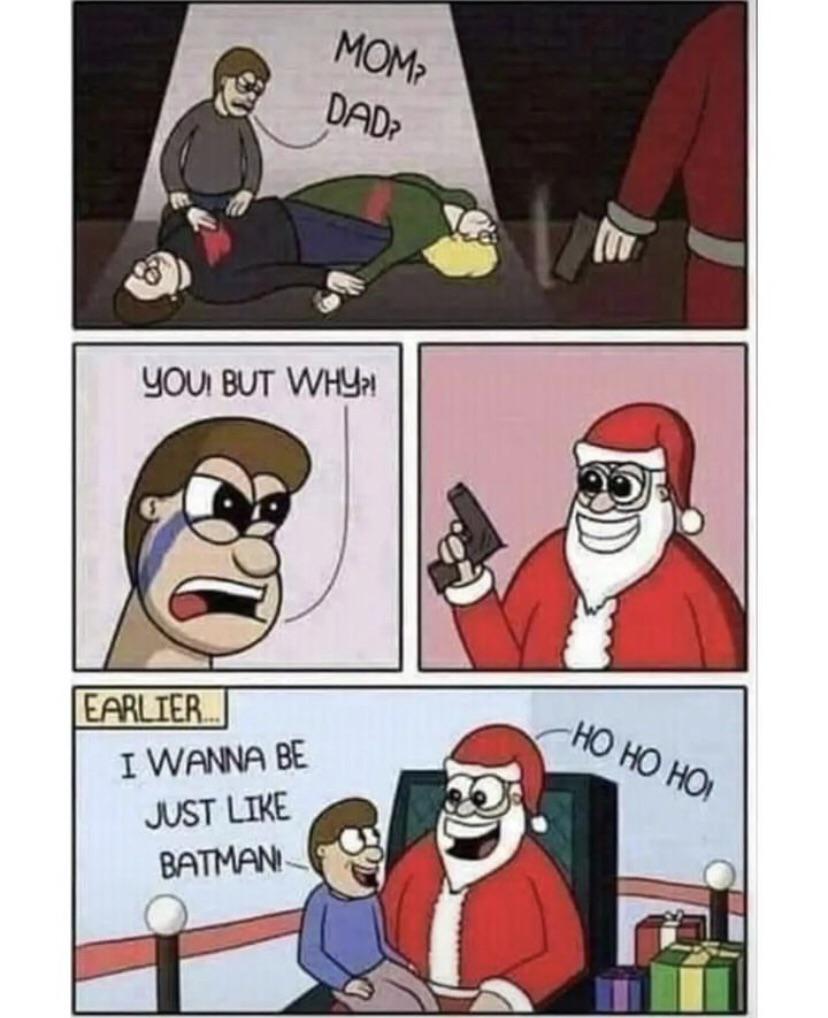 MOM?
DAD?
YOU! BUT WHY?!
EARLIER...
I WANNA BE
JUST LIKE
BATMAN!
HO HO HO!